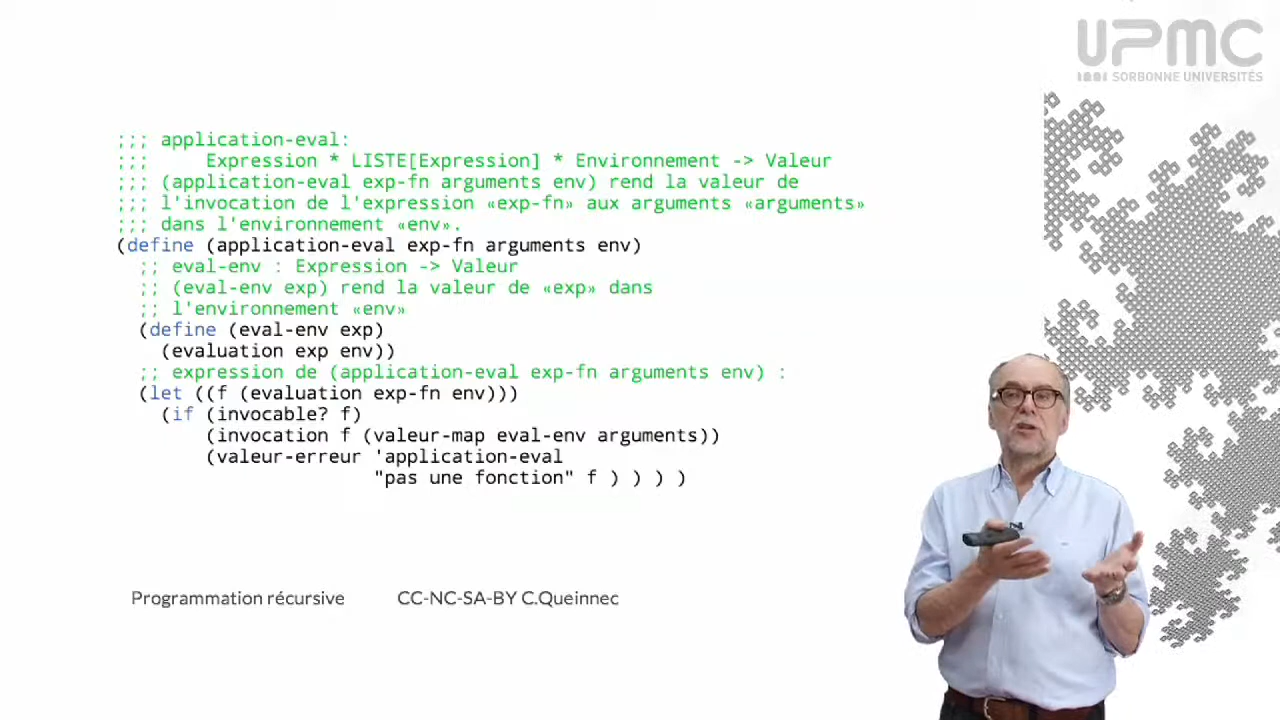 UPMC
SORBONNE UNIVERSITÉS
;;; application-eval:
;;;     Expression * LISTE[Expression] * Environnement -> Valeur
;;; (application-eval exp-fn arguments env) rend la valeur de
;;; l'invocation de l'expression «exp-fn» aux arguments «arguments»
;;; dans l'environnement «env».
(define (application-eval exp-fn arguments env)
  ;; eval-env : Expression -> Valeur
  ;; (eval-env exp) rend la valeur de «exp» dans
  ;; l'environnement «env»
  (define (eval-env exp)
    (evaluation exp env))
  ;; expression de (application-eval exp-fn arguments env) :
  (let ((f (evaluation exp-fn env)))
    (if (invocable? f)
        (invocation f (valeur-map eval-env arguments))
        (valeur-erreur 'application-eval
                       "pas une fonction" f ) ) ) )
Programmation récursive CC-NC-SA-BY C.Queinnec